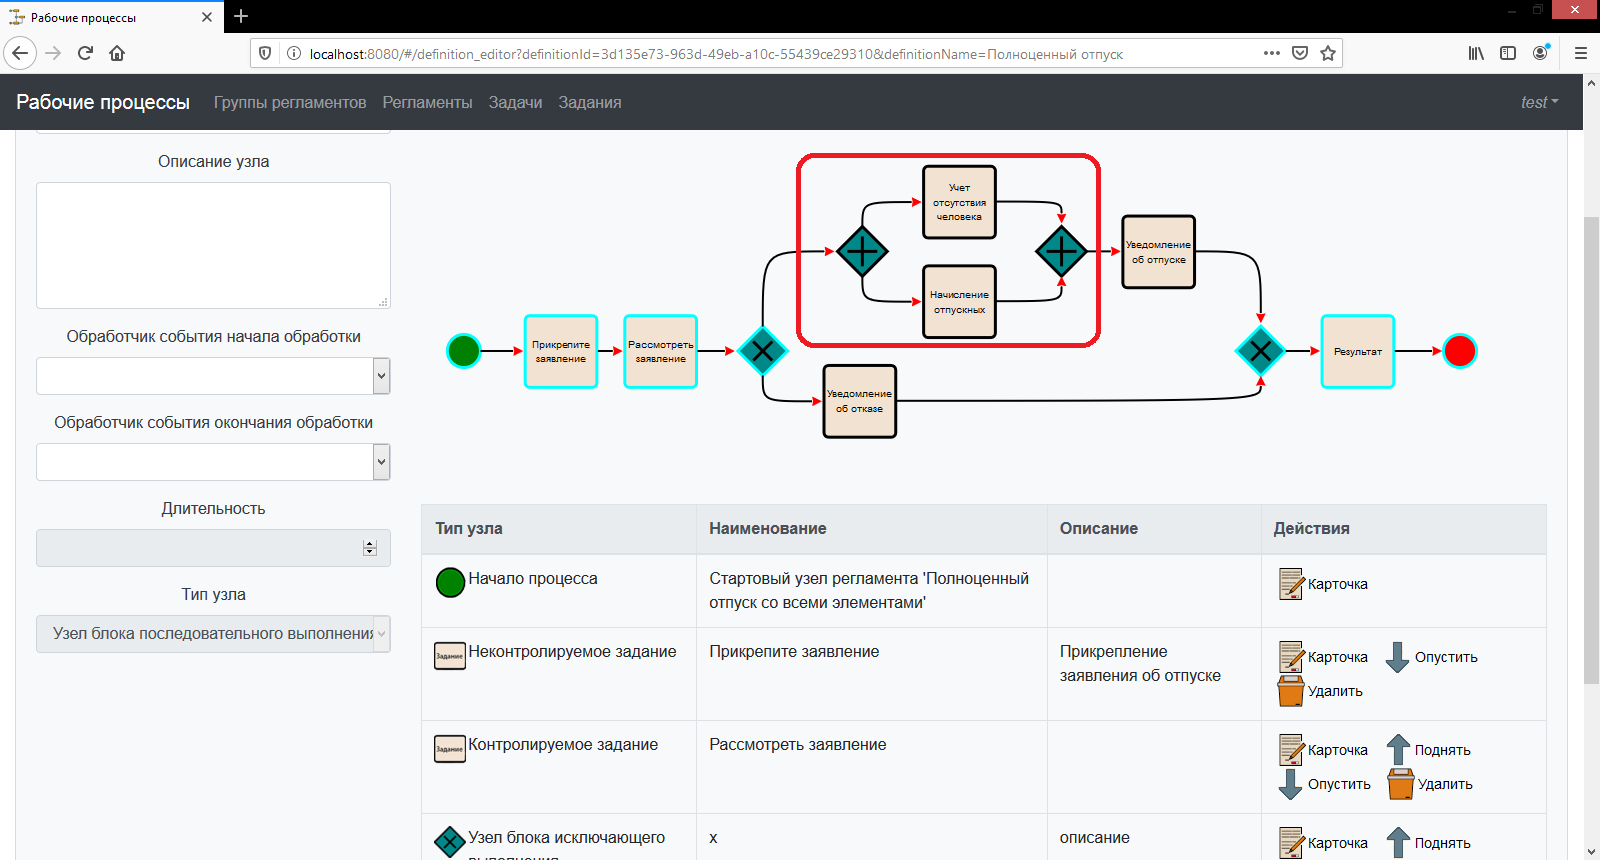 Рабочие процессы
localhost:8080/#/definition_editor?definitionId=3d135e73-963d-49eb-a10c-55439ce29310&definitionName=Полноценный отпуск
Рабочие процессы Группы регламентов Регламенты Задачи Задания test
Описание узла
Обработчик события начала обработки
Обработчик события окончания обработки
Длительность
Тип узла
Узел блока последовательного выполнения
Прикрепите
заявление
Рассмотреть
заявление
Учет
отсутствия
человека
Начисление
отпускных
Уведомление
об отпуске
Уведомление
об отказе
Результат
Тип узла Наименование Описание Действия
Начало процесса Стартовый узел регламента 'Полноценный
отпуск со всеми элементами' Карточка
Неконтролируемое задание Прикрепите заявление Прикрепление
заявления об отпуске Карточка Опустить
Удалить
Задание
Контролируемое задание Рассмотреть заявление Карточка Поднять
Опустить Удалить
Задание
Узел блока исключающего x описание Карточка Поднять
выполнения